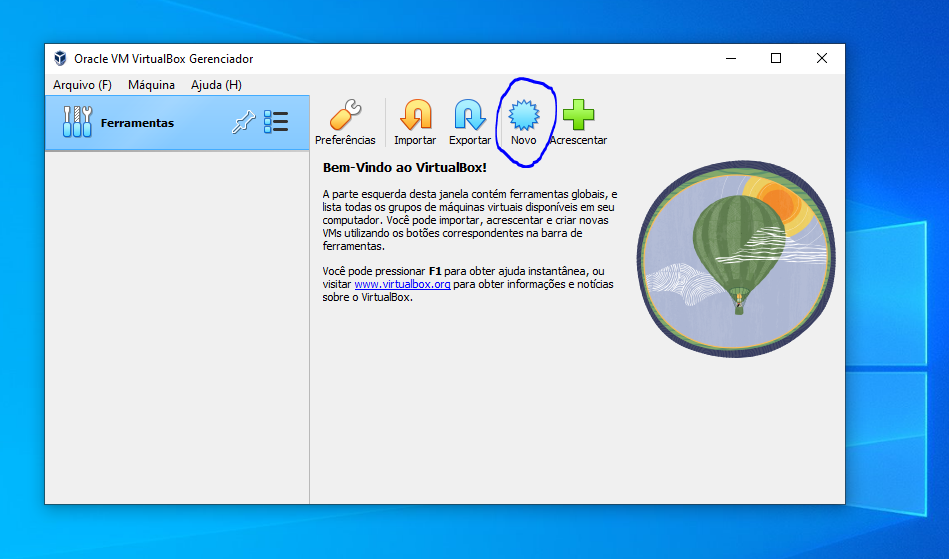 Oracle VM VirtualBox Gerenciador
Arquivo (F) Máquina Ajuda (H)
Ferramentas
Preferências Importar Exportar Novo Acrescentar
Bem-Vindo ao VirtualBox!
A parte esquerda desta janela contém ferramentas globais, e
lista todas os grupos de máquinas virtuais disponíveis em seu
computador. Você pode importar, acrescentar e criar novas
VMs utilizando os botões correspondentes na barra de
ferramentas.
Você pode pressionar F1 para obter ajuda instantânea, ou
visitar www.virtualbox.org para obter informações e notícias
sobre o VirtualBox.